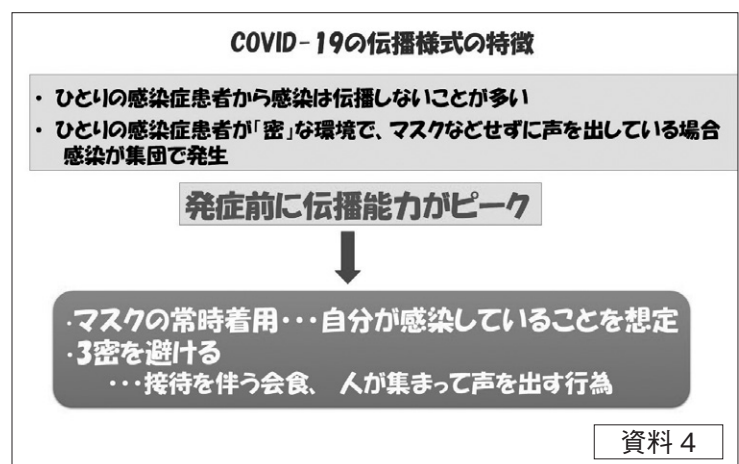 COVID-19の伝播様式の特徴
・ ひとりの感染症患者から感染は伝播しないことが多い
・ ひとりの感染症患者が「密」な環境で、マスクなどせずに声を出している場合
感染が集団で発生
発症前に伝播能力がピーク
・マスクの常時着用・・・自分が感染していることを想定
・3密を避ける
・・・接待を伴う会食、人が集まって声を出す行為
資料 4